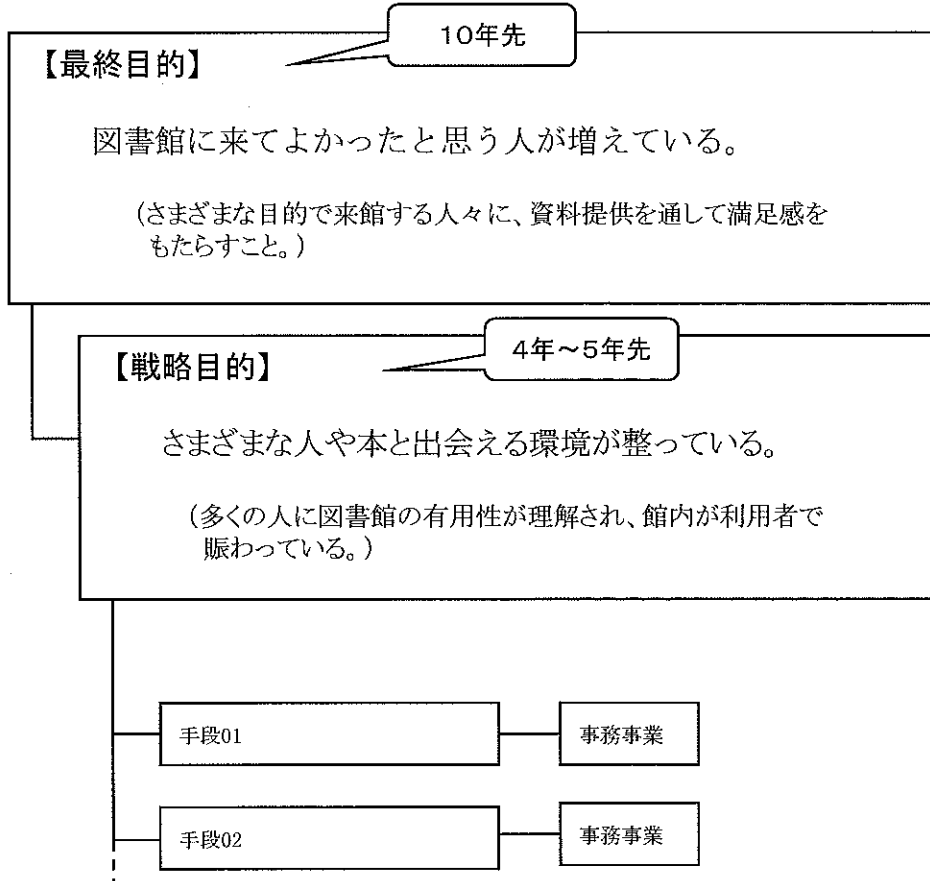 10年先
【最終目的】
図書館に来てよかったと思う人が増えている。
(さまざまな目的で来館する人々に、資料提供を通して満足感を
もたらすこと。)
4年～5年先
【戦略目的】
さまざまな人や本と出会える環境が整っている。
(多くの人に図書館の有用性が理解され、館内が利用者で
賑わっている。)
手段01
事務事業
手段02
事務事業